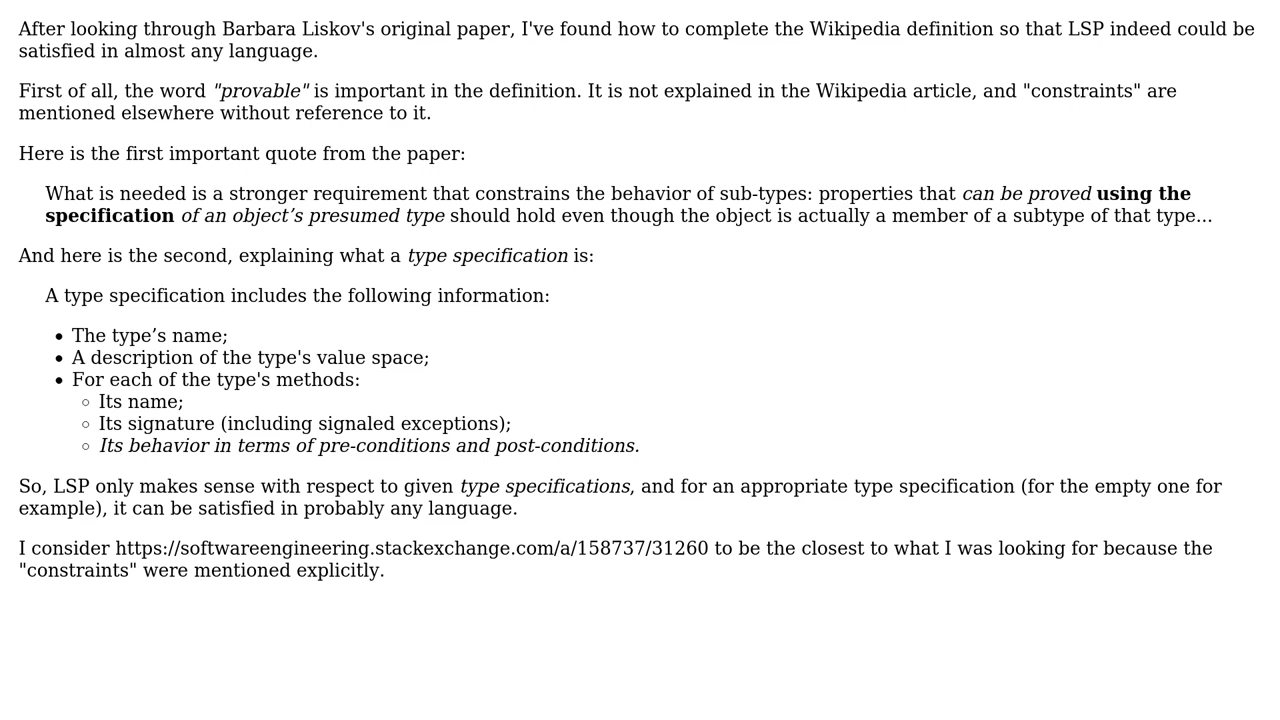 After looking through Barbara Liskov's original paper, I've found how to complete the Wikipedia definition so that LSP indeed could be
satisfied in almost any language.
First of all, the word "provable" is important in the definition. It is not explained in the Wikipedia article, and "constraints" are
mentioned elsewhere without reference to it.
Here is the first important quote from the paper:
What is needed is a stronger requirement that constrains the behavior of sub-types: properties that can be proved using the
specification of an object’s presumed type should hold even though the object is actually a member of a subtype of that type...
And here is the second, explaining what a type specification is:
A type specification includes the following information:
• The type’s name;
• A description of the type's value space;
• For each of the type's methods:
◦ Its name;
◦ Its signature (including signaled exceptions);
◦ Its behavior in terms of pre-conditions and post-conditions.
So, LSP only makes sense with respect to given type specifications, and for an appropriate type specification (for the empty one for
example), it can be satisfied in probably any language.
I consider https://softwareengineering.stackexchange.com/a/158737/31260 to be the closest to what I was looking for because the
"constraints" were mentioned explicitly.